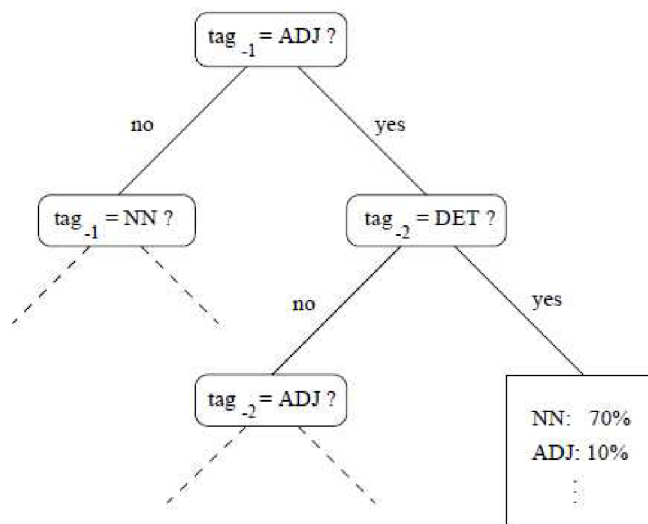 tag -1 = ADJ ?
no
yes
tag -1 = NN ?
tag -2 = DET ?
no
yes
tag -2 = ADJ ?
NN: 70%
ADJ: 10%
⋮